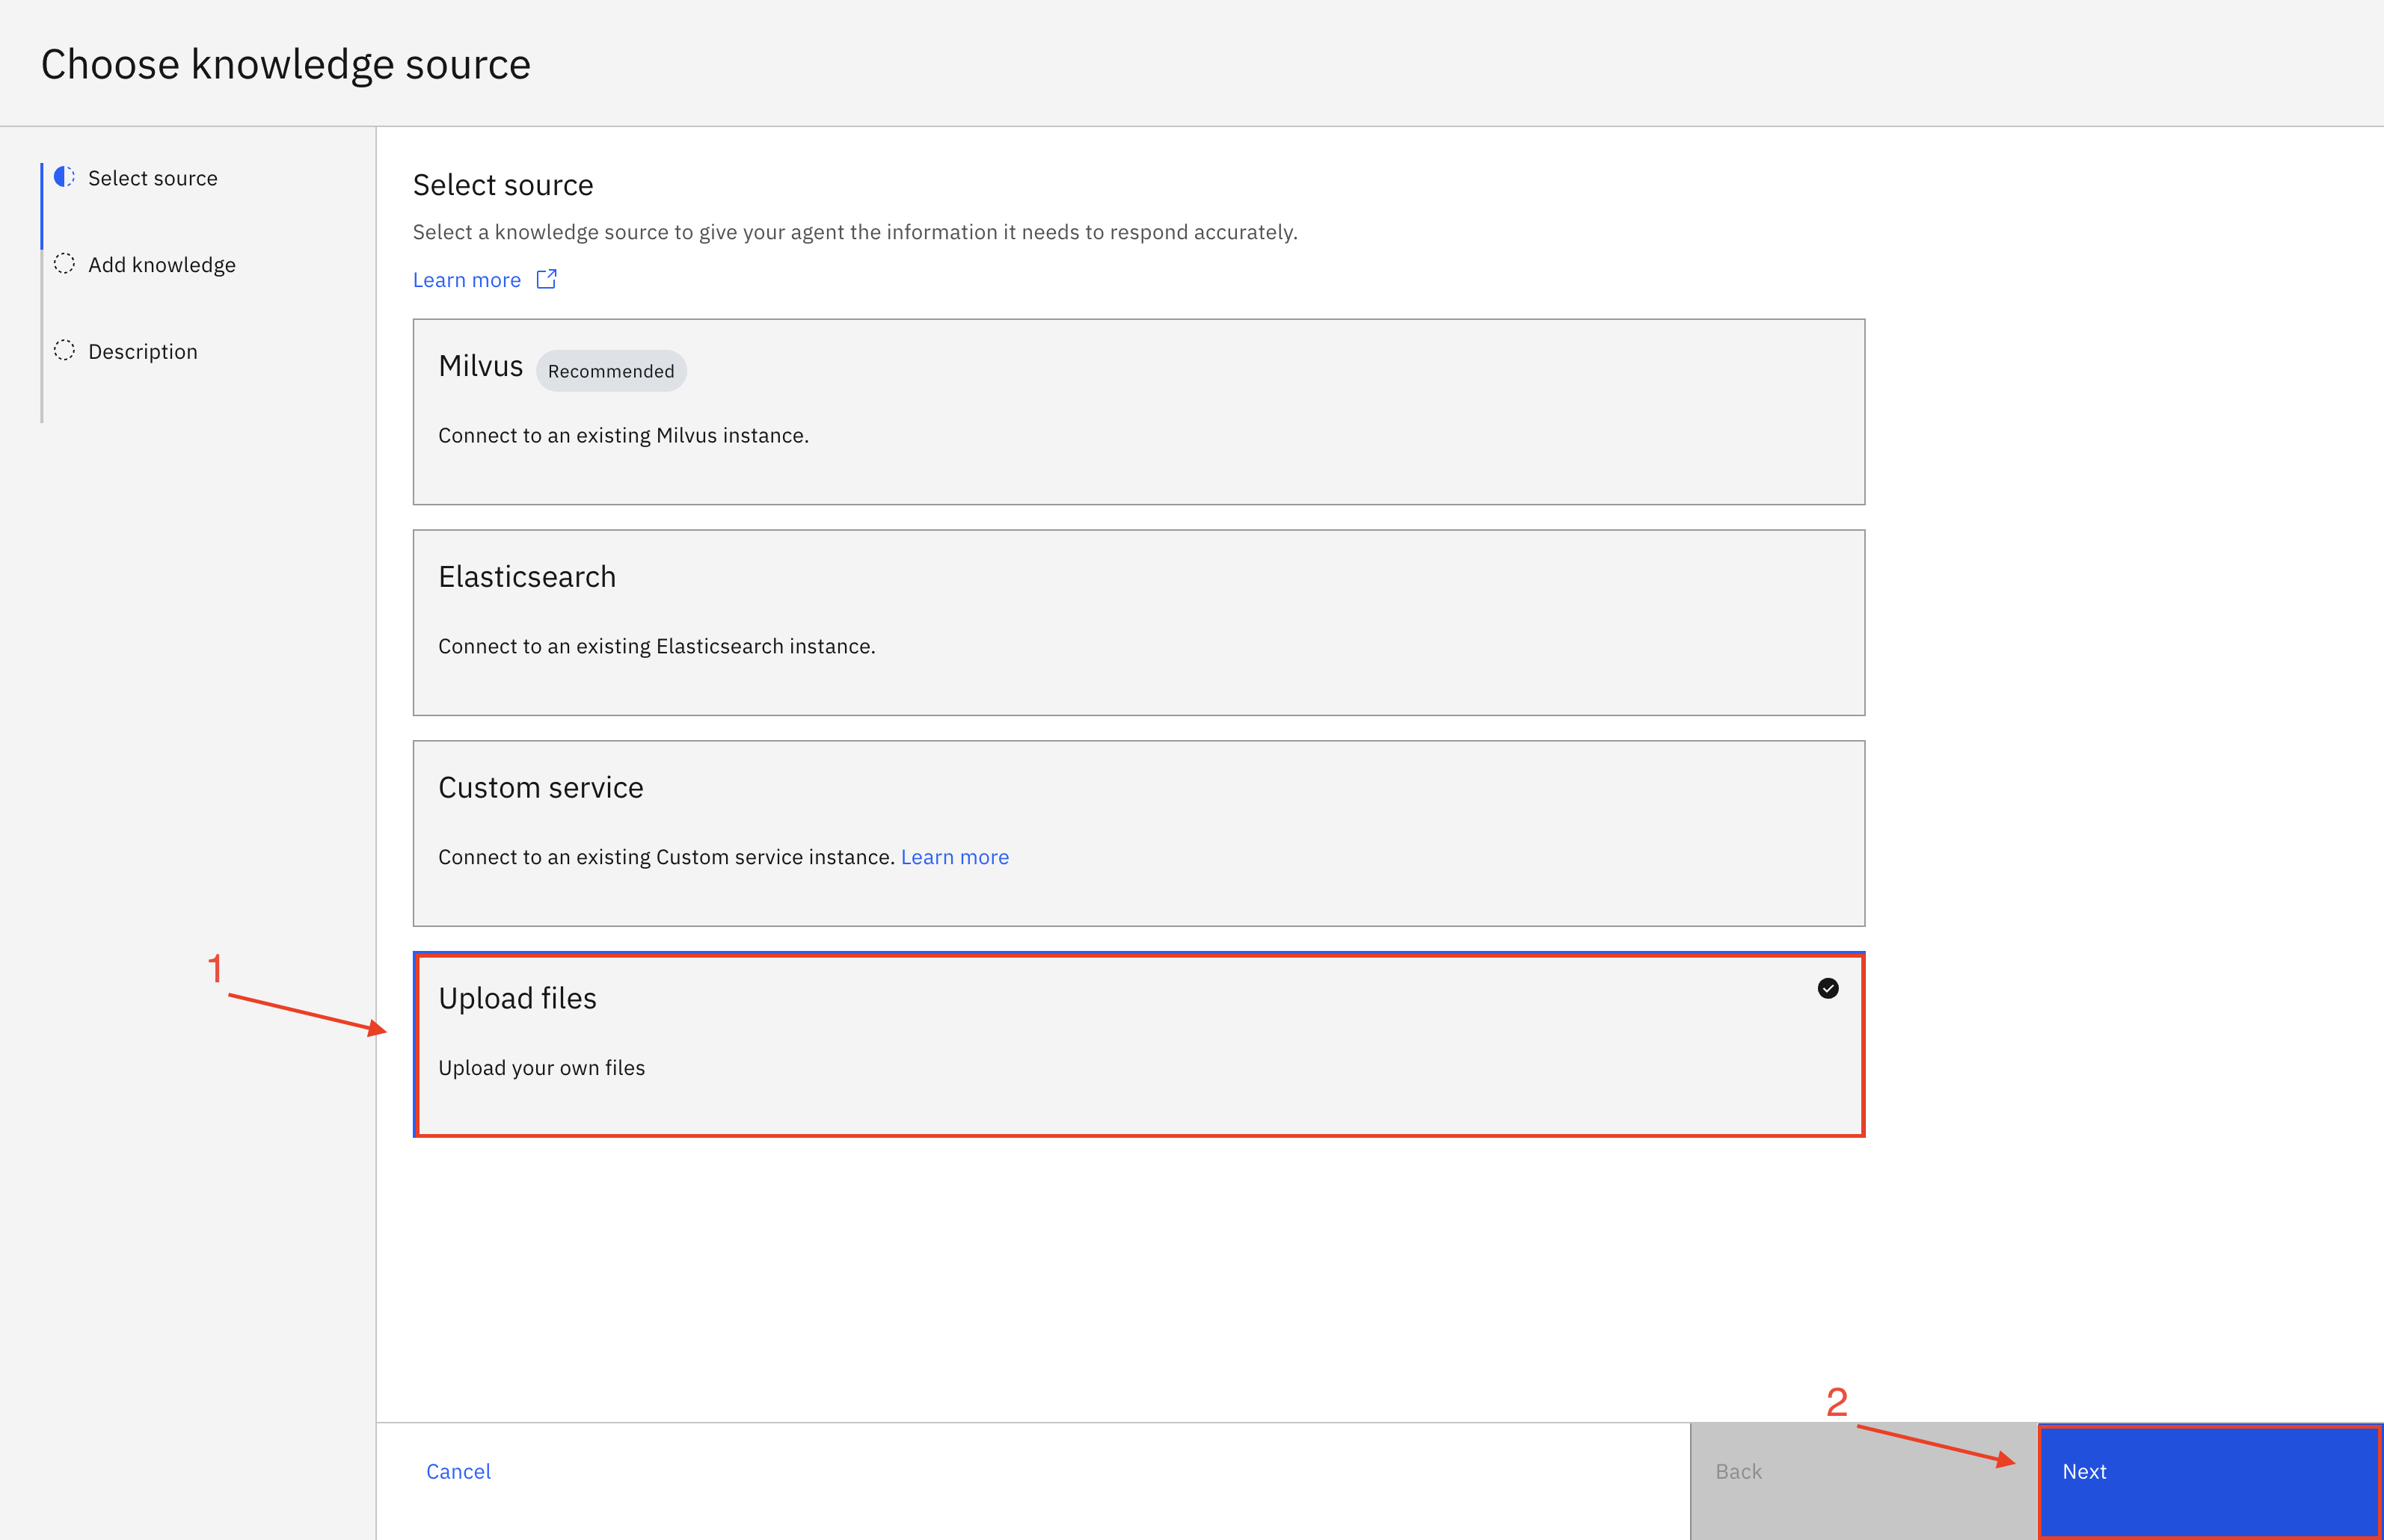 Choose knowledge source
Select source
Add knowledge
Description
Select source
Select a knowledge source to give your agent the information it needs to respond accurately.
Learn more
Milvus Recommended
Connect to an existing Milvus instance.
Elasticsearch
Connect to an existing Elasticsearch instance.
Custom service
Connect to an existing Custom service instance. Learn more
1
Upload files
Upload your own files
2
Cancel
Back
Next